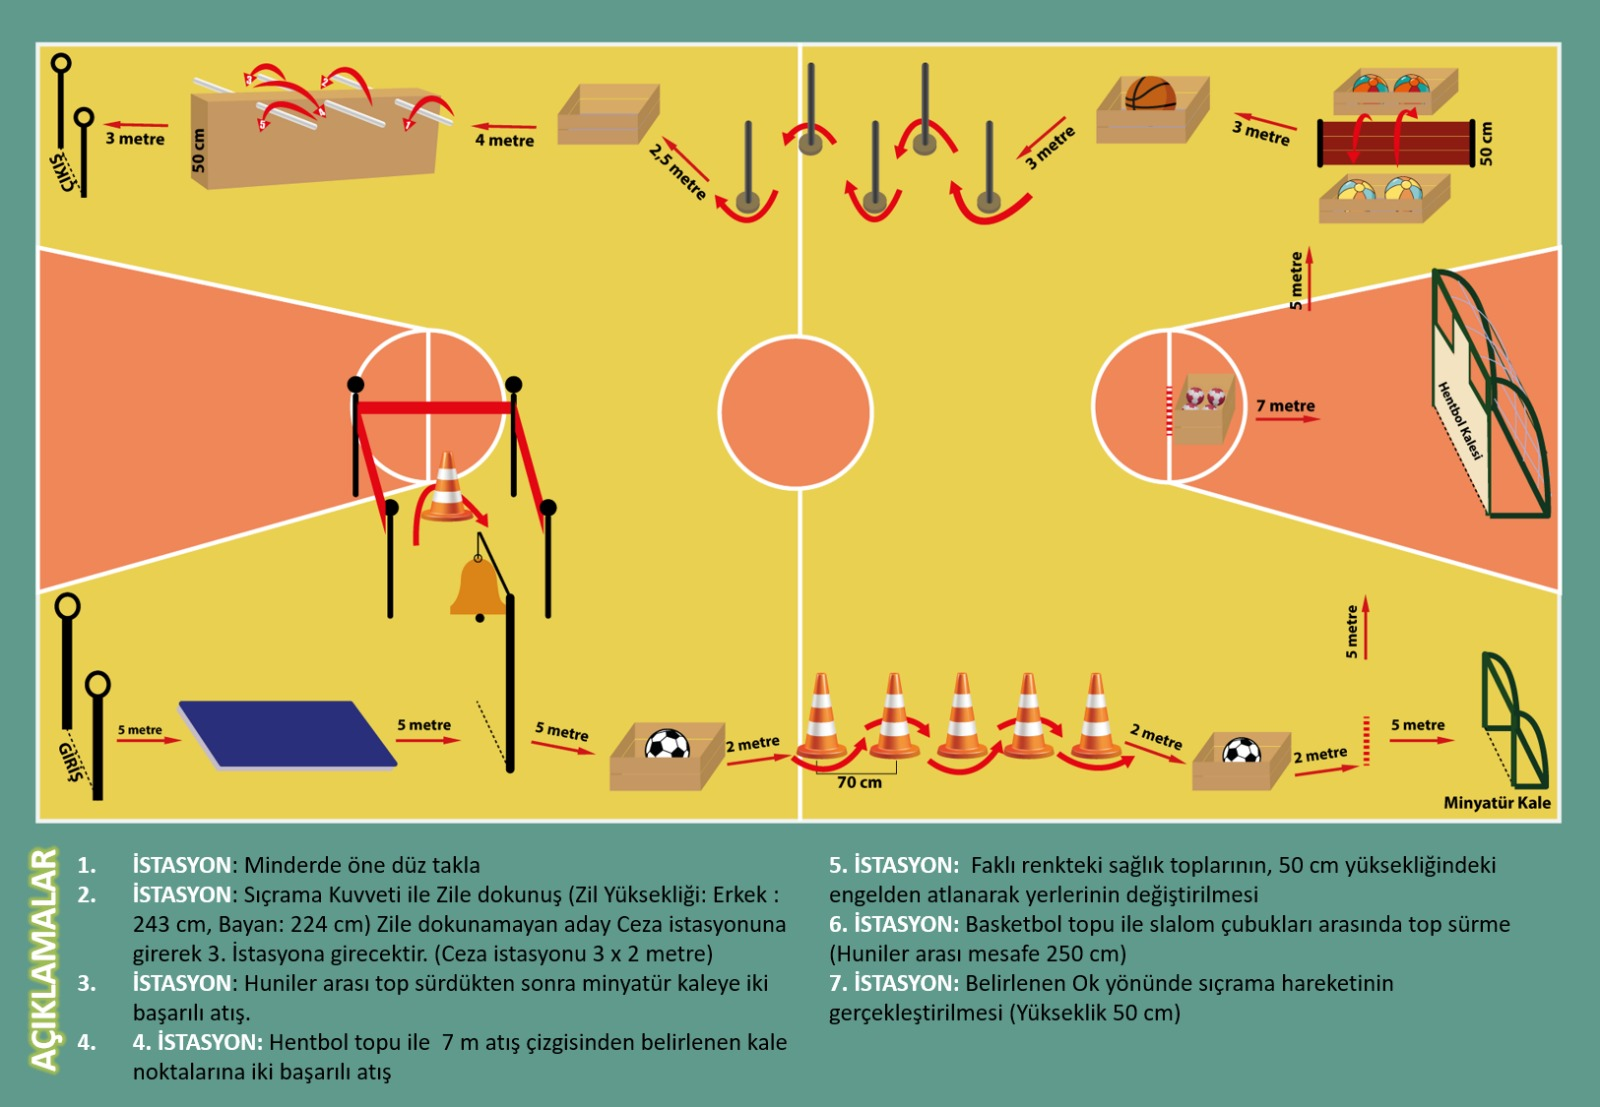 ÇIKIŞ
3 metre
3
2
4
5
1
50 cm
4 metre
2,5 metre
3 metre
3 metre
50 cm
5 metre
7 metre
Hentbol Kalesi
GİRİŞ
5 metre
5 metre
5 metre
2 metre
70 cm
2 metre
2 metre
5 metre
5 metre
Minyatür Kale
AÇIKLAMALAR
1. İSTASYON: Minderde öne düz takla
2. İSTASYON: Sıçrama Kuvveti ile Zile dokunuş (Zil Yüksekliği: Erkek :
243 cm, Bayan: 224 cm) Zile dokunamayan aday Ceza istasyonuna
girerek 3. İstasyona girecektir. (Ceza istasyonu 3 x 2 metre)
3. İSTASYON: Huniler arası top sürdükten sonra minyatür kaleye iki
başarılı atış.
4. 4. İSTASYON: Hentbol topu ile 7 m atış çizgisinden belirlenen kale
noktalarına iki başarılı atış
5. İSTASYON: Faklı renkteki sağlık toplarının, 50 cm yüksekliğindeki
engelden atlanarak yerlerinin değiştirilmesi
6. İSTASYON: Basketbol topu ile slalom çubukları arasında top sürme
(Huniler arası mesafe 250 cm)
7. İSTASYON: Belirlenen Ok yönünde sıçrama hareketinin
gerçekleştirilmesi (Yükseklik 50 cm)